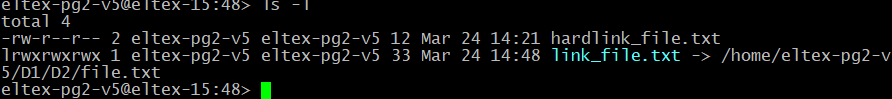 eltex-pg2-v5@eltex-15:48> ls -l
total 4
-rw-r--r-- 2 eltex-pg2-v5 eltex-pg2-v5 12 Mar 24 14:21 hardlink_file.txt
lrwxrwxrwx 1 eltex-pg2-v5 eltex-pg2-v5 33 Mar 24 14:48 link_file.txt -> /home/eltex-pg2-v
5/D1/D2/file.txt
eltex-pg2-v5@eltex-15:48>